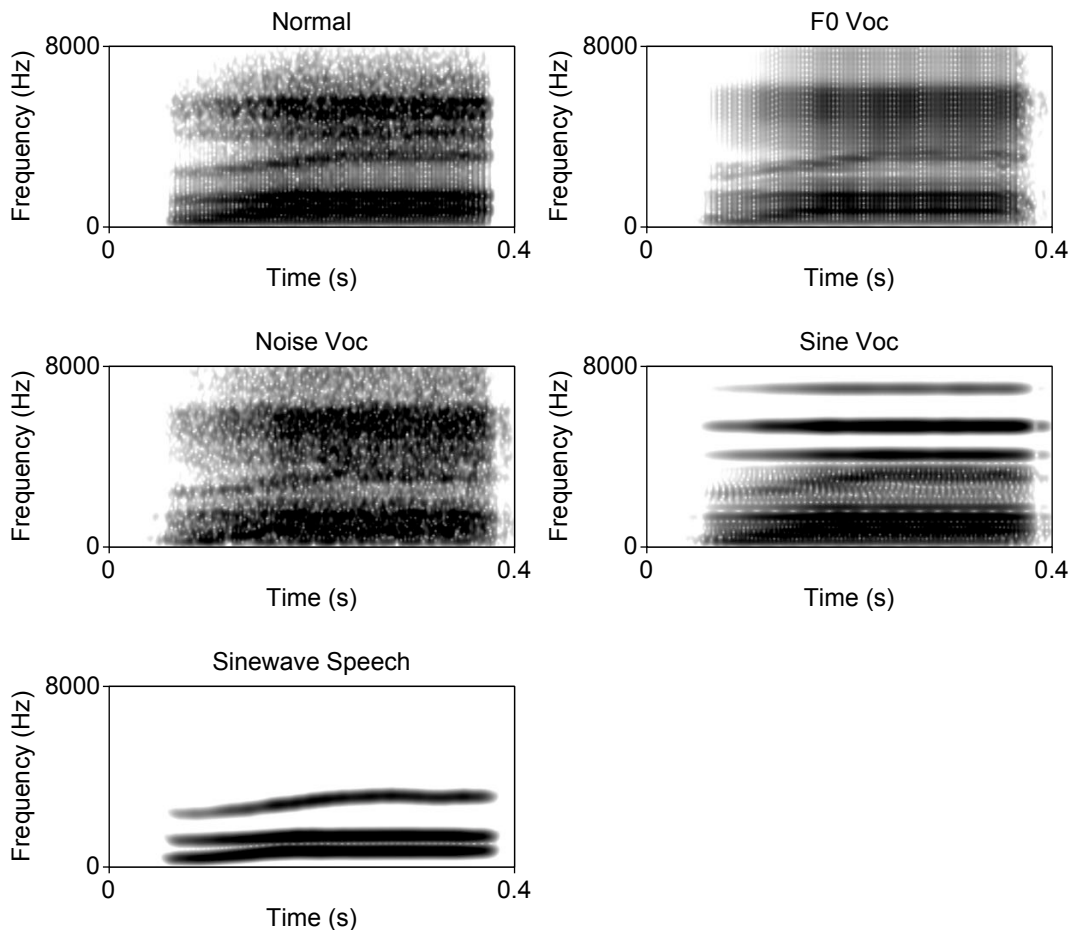 Normal
8000
Frequency (Hz)
0
0
0.4
Time (s)
F0 Voc
8000
Frequency (Hz)
0
0
0.4
Time (s)
Noise Voc
8000
Frequency (Hz)
0
0
0.4
Time (s)
Sine Voc
8000
Frequency (Hz)
0
0
0.4
Time (s)
Sinewave Speech
8000
Frequency (Hz)
0
0
0.4
Time (s)